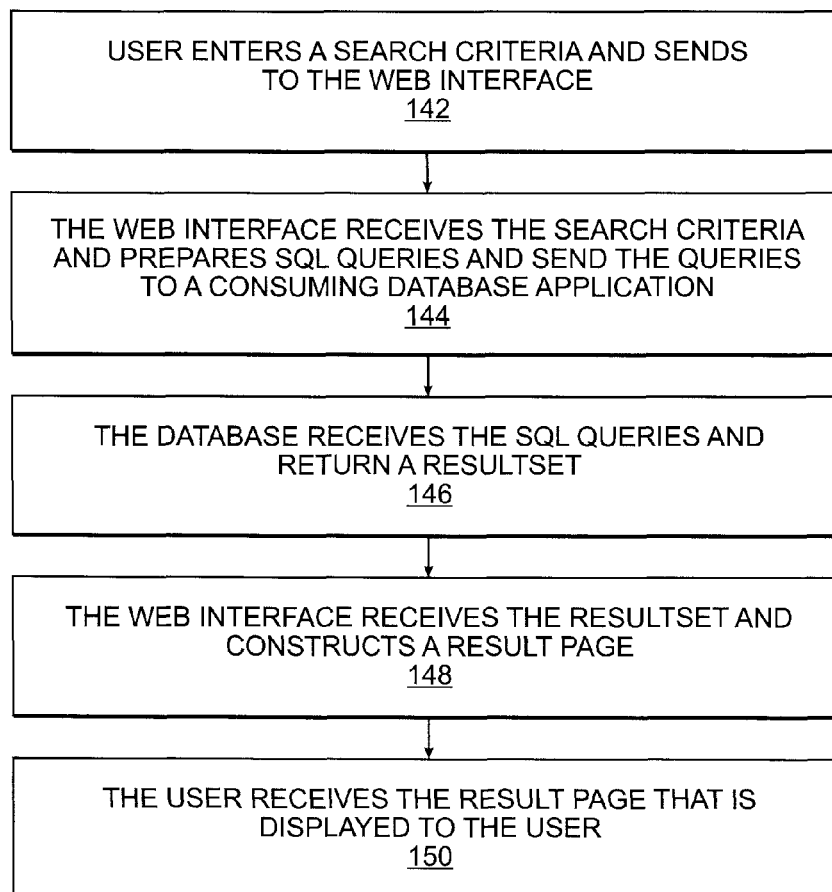 USER ENTERS A SEARCH CRITERIA AND SENDS
TO THE WEB INTERFACE
142
THE WEB INTERFACE RECEIVES THE SEARCH CRITERIA
AND PREPARES SQL QUERIES AND SEND THE QUERIES
TO A CONSUMING DATABASE APPLICATION
144
THE DATABASE RECEIVES THE SQL QUERIES AND
RETURN A RESULTSET
146
THE WEB INTERFACE RECEIVES THE RESULTSET AND
CONSTRUCTS A RESULT PAGE
148
THE USER RECEIVES THE RESULT PAGE THAT IS
DISPLAYED TO THE USER
150